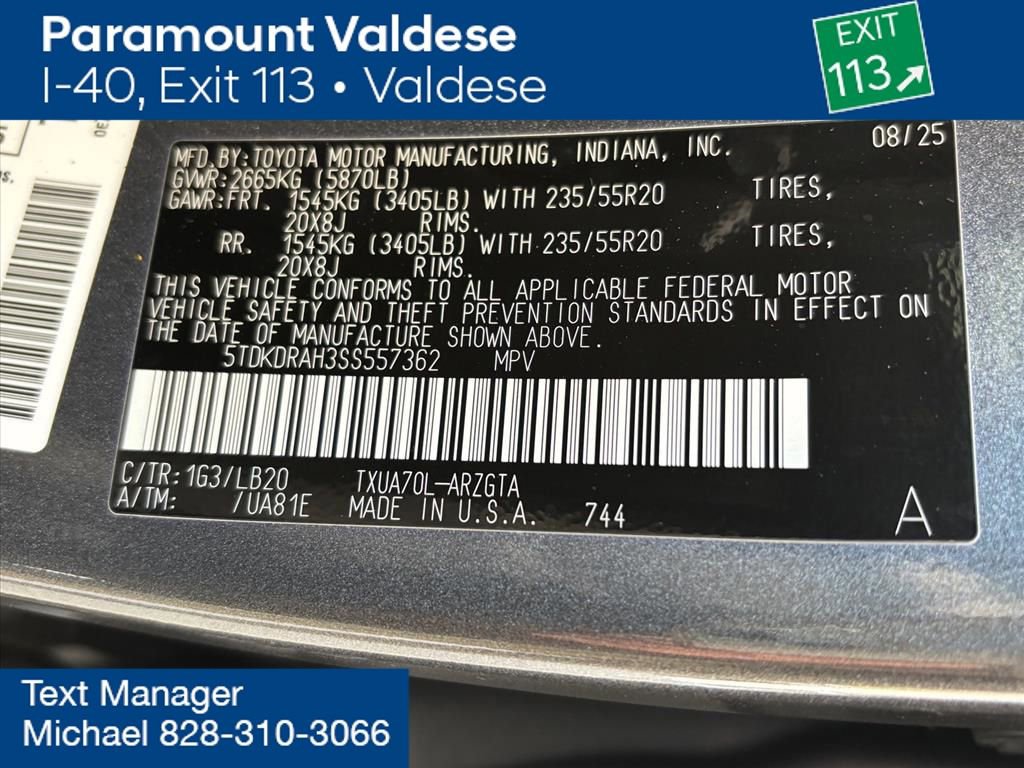 Paramount Valdese
I-40, Exit 113 • Valdese
EXIT
113
08/25
MFD.BY:TOYOTA MOTOR MANUFACTURING, INDIANA, INC.
GVWR:2665KG (5870LB)
GAWR:FRT. 1545KG (3405LB) WITH 235/55R20 TIRES,
20X8J RIMS.
RR. 1545KG (3405LB) WITH 235/55R20 TIRES,
20X8J RIMS.
THIS VEHICLE CONFORMS TO ALL APPLICABLE FEDERAL MOTOR
VEHICLE SAFETY AND THEFT PREVENTION STANDARDS IN EFFECT ON
THE DATE OF MANUFACTURE SHOWN ABOVE.
5TDKDRAH3SS557362 MPV
C/TR:1G3/LB20 TXUA70L-ARZGTA
A/TM: /UA81E MADE IN U.S.A. 744
A
Text Manager
Michael 828-310-3066